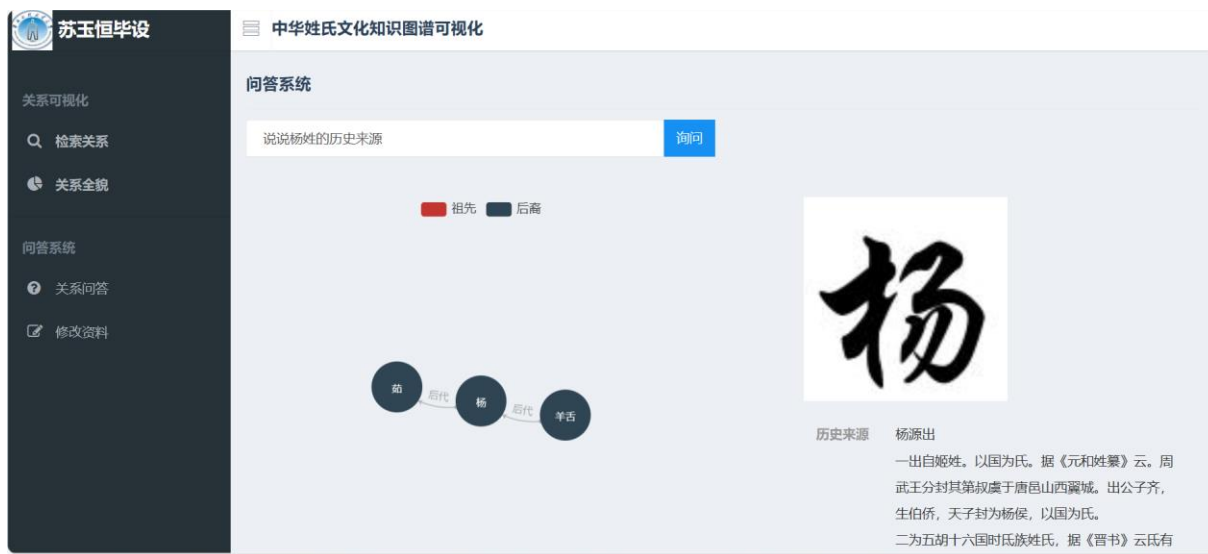 苏玉恒毕设
中华姓氏文化知识图谱可视化
关系可视化
检索关系
关系全貌
问答系统
关系问答
修改资料
问答系统
说说杨姓的历史来源
询问
祖先
后裔
茹
后代
杨
后代
羊舌
杨
历史来源
杨源出
一出自姬姓。以国为氏。据《元和姓纂》云。周
武王分封其第叔虞于唐邑山西翼城。出公子齐,
生伯侨,天子封为杨侯,以国为氏。
二为五胡十六国时氐族姓氏,据《晋书》云氐有